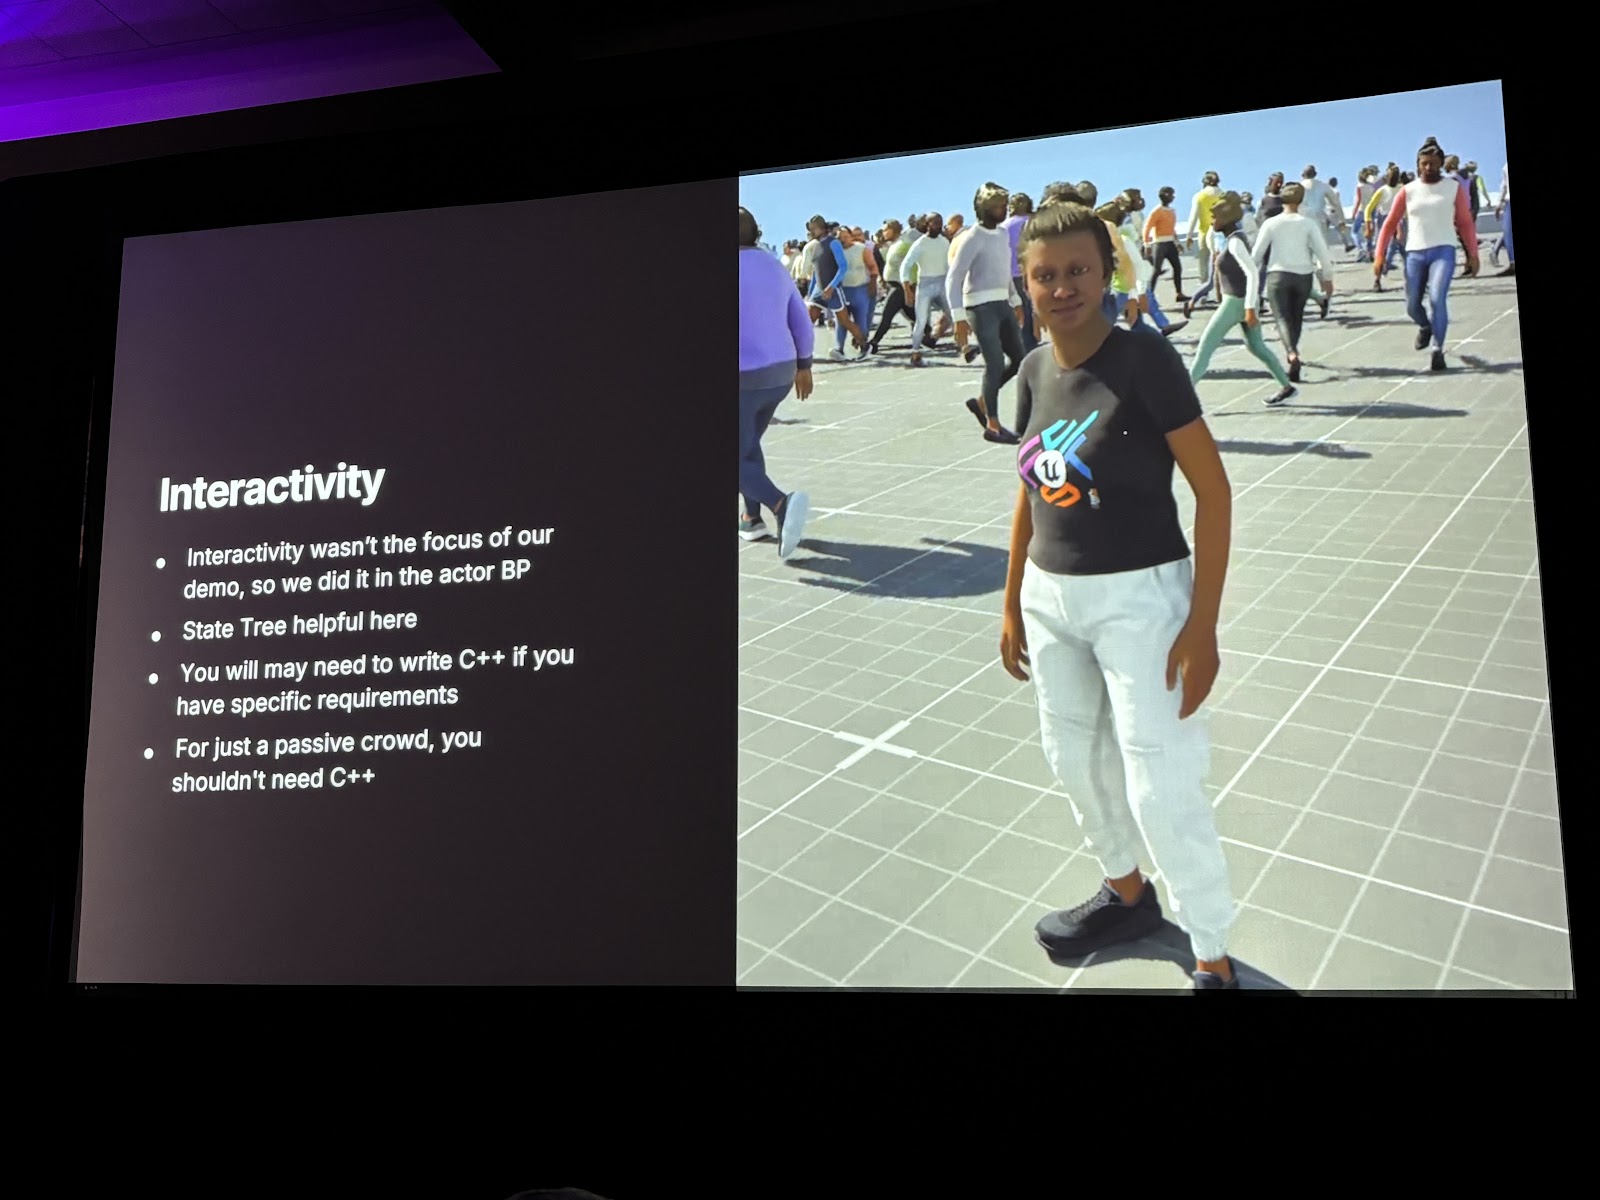 Interactivity
• Interactivity wasn’t the focus of our
demo, so we did it in the actor BP
• State Tree helpful here
• You will may need to write C++ if you
have specific requirements
• For just a passive crowd, you
shouldn't need C++